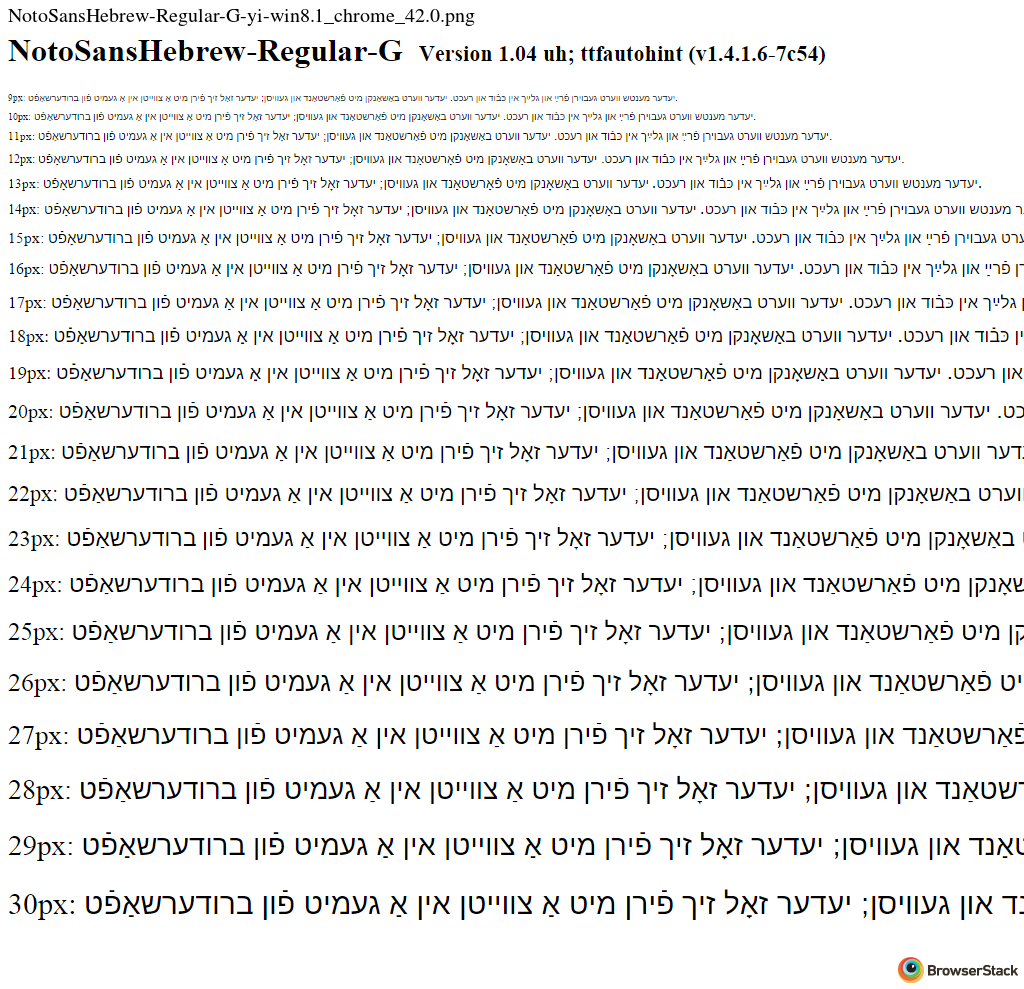 NotoSansHebrew-Regular-G-yi-win8.1_chrome_42.0.png
NotoSansHebrew-Regular-G Version 1.04 uh; ttfautohint (v1.4.1.6-7c54)
9px: יעדער מענטש ווערט געבוירן פֿרײַ און גלײַך אין כּבֿוד און רעכט. יעדער ווערט באַשאָנקן מיט פֿאַרשטאַנד און געוויסן; יעדער זאָל זיך פֿירן מיט אַ צווייטן אין אַ געמיט פֿון ברודערשאַפֿט.
10px: יעדער מענטש ווערט געבוירן פֿרײַ און גלײַך אין כּבֿוד און רעכט. יעדער ווערט באַשאָנקן מיט פֿאַרשטאַנד און געוויסן; יעדער זאָל זיך פֿירן מיט אַ צווייטן אין אַ געמיט פֿון ברודערשאַפֿט.
11px: יעדער מענטש ווערט געבוירן פֿרײַ און גלײַך אין כּבֿוד און רעכט. יעדער ווערט באַשאָנקן מיט פֿאַרשטאַנד און געוויסן; יעדער זאָל זיך פֿירן מיט אַ צווייטן אין אַ געמיט פֿון ברודערשאַפֿט.
12px: יעדער מענטש ווערט געבוירן פֿרײַ און גלײַך אין כּבֿוד און רעכט. יעדער ווערט באַשאָנקן מיט פֿאַרשטאַנד און געוויסן; יעדער זאָל זיך פֿירן מיט אַ צווייטן אין אַ געמיט פֿון ברודערשאַפֿט.
13px: יעדער מענטש ווערט געבוירן פֿרײַ און גלײַך אין כּבֿוד און רעכט. יעדער ווערט באַשאָנקן מיט פֿאַרשטאַנד און געוויסן; יעדער זאָל זיך פֿירן מיט אַ צווייטן אין אַ געמיט פֿון ברודערשאַפֿט.
14px: מענטש ווערט געבוירן פֿרײַ און גלײַך אין כּבֿוד און רעכט. יעדער ווערט באַשאָנקן מיט פֿאַרשטאַנד און געוויסן; יעדער זאָל זיך פֿירן מיט אַ צווייטן אין אַ געמיט פֿון ברודערשאַפֿט
15px: געבוירן פֿרײַ און גלײַך אין כּבֿוד און רעכט. יעדער ווערט באַשאָנקן מיט פֿאַרשטאַנד און געוויסן; יעדער זאָל זיך פֿירן מיט אַ צווייטן אין אַ געמיט פֿון ברודערשאַפֿט
16px: פֿרײַ און גלײַך אין כּבֿוד און רעכט. יעדער ווערט באַשאָנקן מיט פֿאַרשטאַנד און געוויסן; יעדער זאָל זיך פֿירן מיט אַ צווייטן אין אַ געמיט פֿון ברודערשאַפֿט
17px: גלײַך אין כּבֿוד און רעכט. יעדער ווערט באַשאָנקן מיט פֿאַרשטאַנד און געוויסן; יעדער זאָל זיך פֿירן מיט אַ צווייטן אין אַ געמיט פֿון ברודערשאַפֿט
18px: כּבֿוד און רעכט. יעדער ווערט באַשאָנקן מיט פֿאַרשטאַנד און געוויסן; יעדער זאָל זיך פֿירן מיט אַ צווייטן אין אַ געמיט פֿון ברודערשאַפֿט
19px: און רעכט. יעדער ווערט באַשאָנקן מיט פֿאַרשטאַנד און געוויסן; יעדער זאָל זיך פֿירן מיט אַ צווייטן אין אַ געמיט פֿון ברודערשאַפֿט
20px: יעדער ווערט באַשאָנקן מיט פֿאַרשטאַנד און געוויסן; יעדער זאָל זיך פֿירן מיט אַ צווייטן אין אַ געמיט פֿון ברודערשאַפֿט
21px: ווערט באַשאָנקן מיט פֿאַרשטאַנד און געוויסן; יעדער זאָל זיך פֿירן מיט אַ צווייטן אין אַ געמיט פֿון ברודערשאַפֿט
22px: באַשאָנקן מיט פֿאַרשטאַנד און געוויסן; יעדער זאָל זיך פֿירן מיט אַ צווייטן אין אַ געמיט פֿון ברודערשאַפֿט
23px: באַשאָנקן מיט פֿאַרשטאַנד און געוויסן; יעדער זאָל זיך פֿירן מיט אַ צווייטן אין אַ געמיט פֿון ברודערשאַפֿט
24px: מיט פֿאַרשטאַנד און געוויסן; יעדער זאָל זיך פֿירן מיט אַ צווייטן אין אַ געמיט פֿון ברודערשאַפֿט
25px: מיט פֿאַרשטאַנד און געוויסן; יעדער זאָל זיך פֿירן מיט אַ צווייטן אין אַ געמיט פֿון ברודערשאַפֿט
26px: פֿאַרשטאַנד און געוויסן; יעדער זאָל זיך פֿירן מיט אַ צווייטן אין אַ געמיט פֿון ברודערשאַפֿט
27px: פֿאַרשטאַנד און געוויסן; יעדער זאָל זיך פֿירן מיט אַ צווייטן אין אַ געמיט פֿון ברודערשאַפֿט
28px: און געוויסן; יעדער זאָל זיך פֿירן מיט אַ צווייטן אין אַ געמיט פֿון ברודערשאַפֿט
29px: און געוויסן; יעדער זאָל זיך פֿירן מיט אַ צווייטן אין אַ געמיט פֿון ברודערשאַפֿט
30px: און געוויסן; יעדער זאָל זיך פֿירן מיט אַ צווייטן אין אַ געמיט פֿון ברודערשאַפֿט
BrowserStack